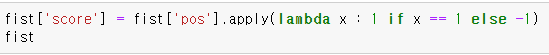 fist['score'] = fist['pos'].apply(lambda x : 1 if x == 1 else -1)
fist